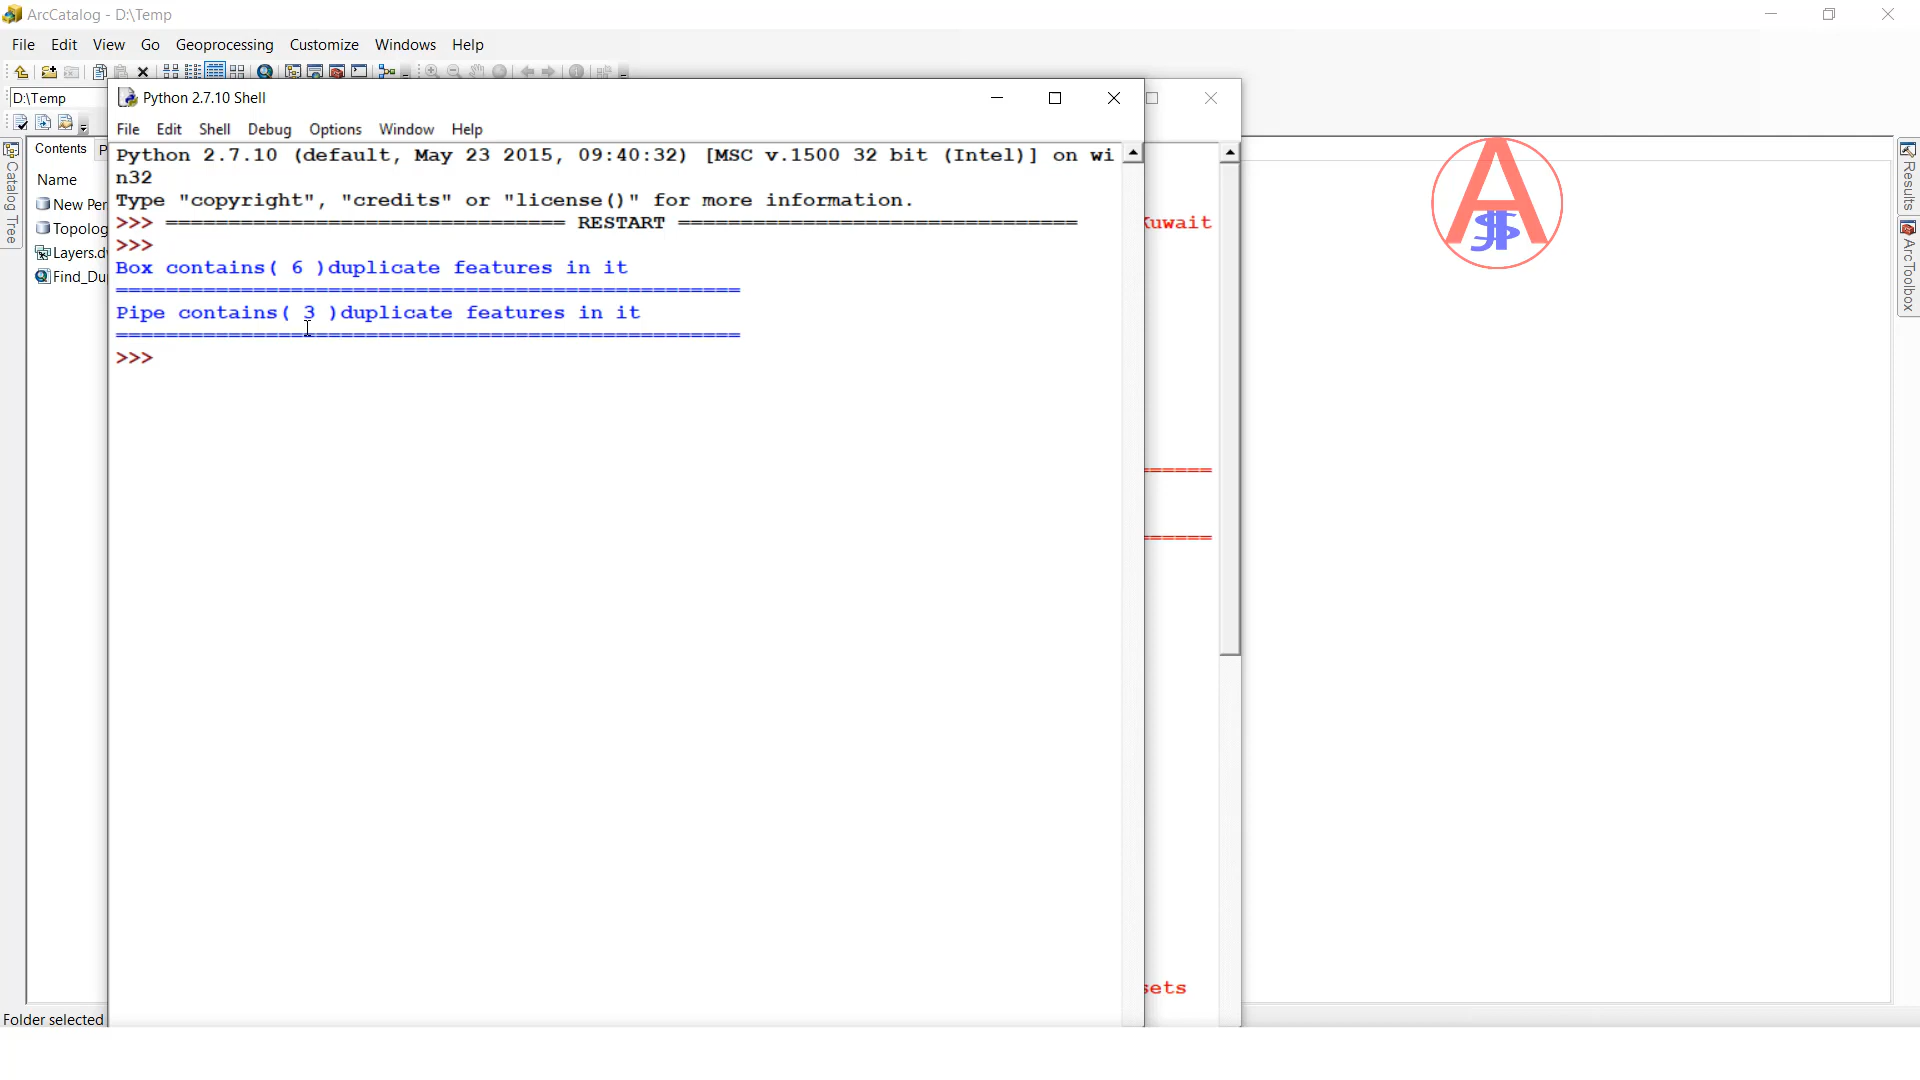 ArcCatalog - D:\Temp
File Edit View Go Geoprocessing Customize Windows Help
D:\Temp
Python 2.7.10 Shell
File Edit Shell Debug Options Window Help
Contents P
Name
New Per
Topolog
Layers.d
Find_Du
Catalog Tree
Python 2.7.10 (default, May 23 2015, 09:40:32) [MSC v.1500 32 bit (Intel)] on wi
n32
Type "copyright", "credits" or "license()" for more information.
>>> ================================ RESTART ================================
>>>
Box contains( 6 )duplicate features in it
==================================================
Pipe contains( 3 )duplicate features in it
==================================================
>>>
Kuwait
======
======
sets
A
Results
ArcToolbox
Folder selected